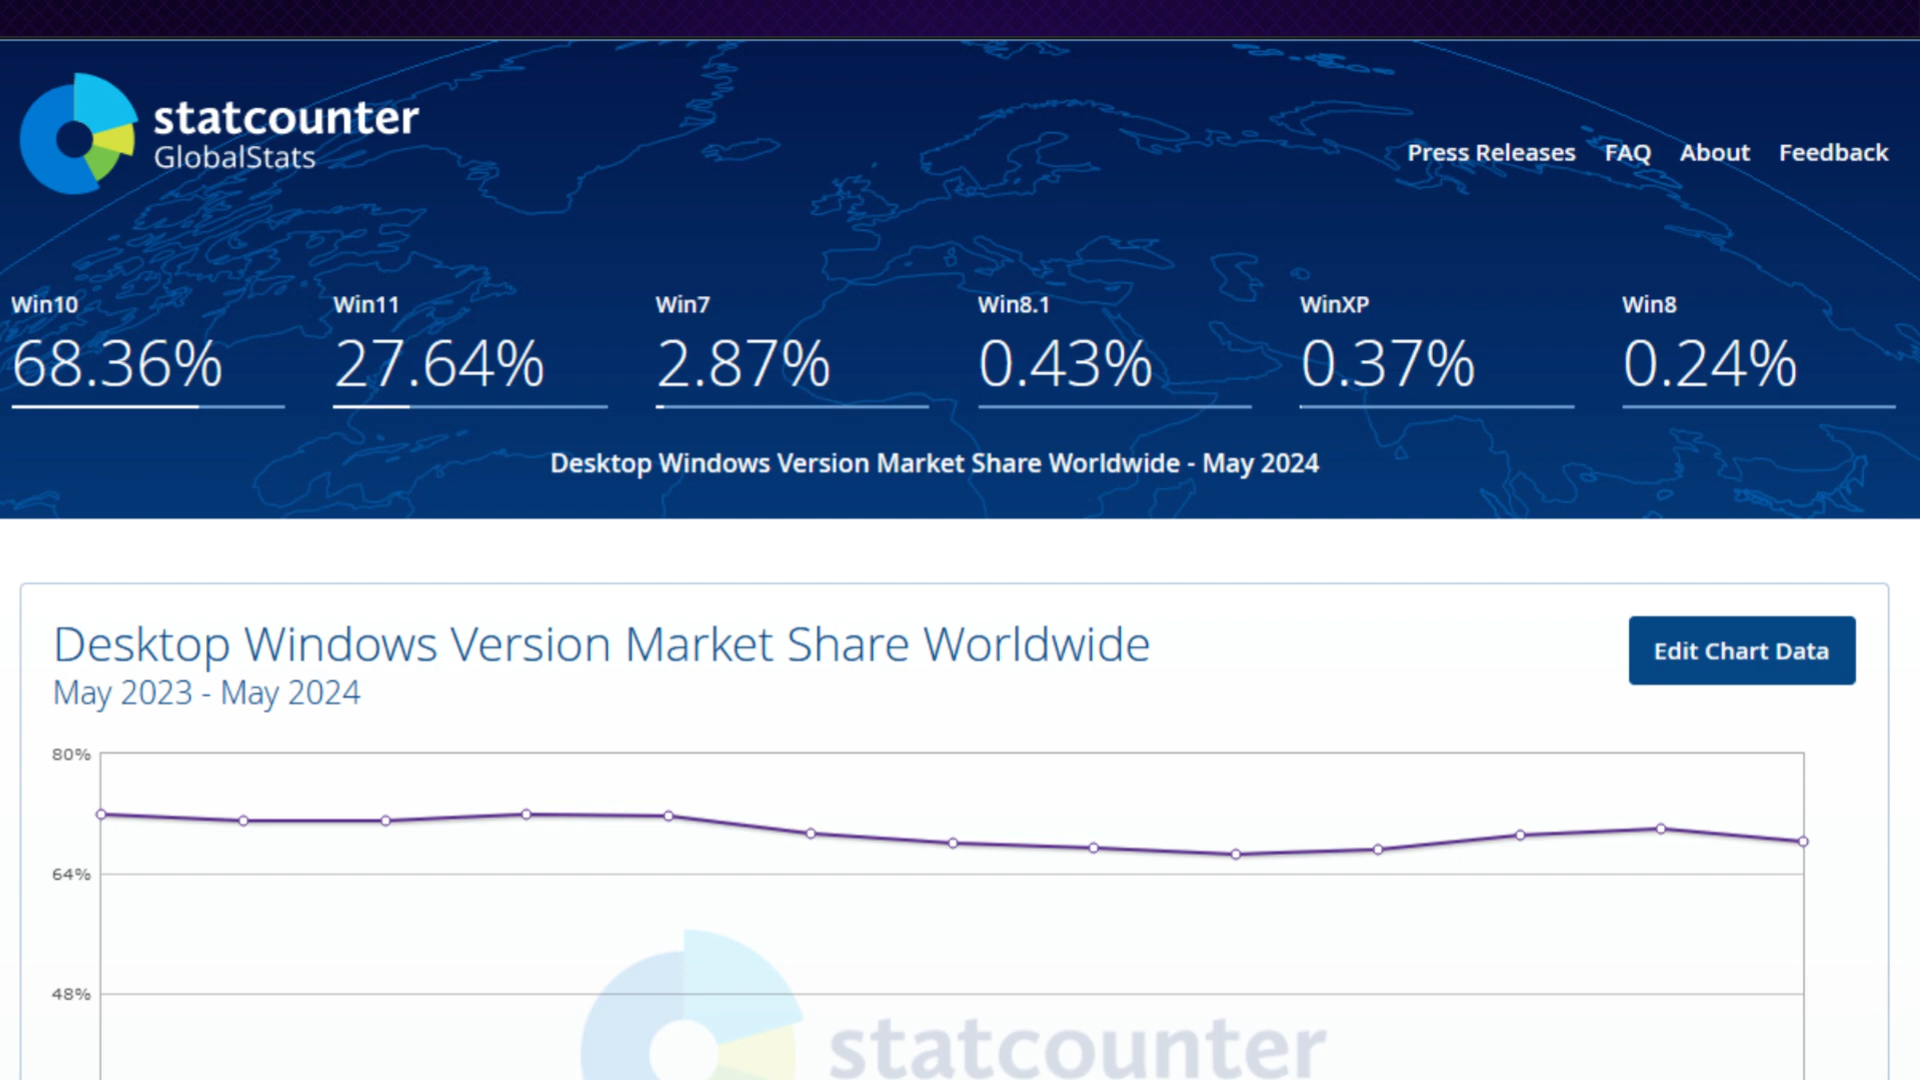 statcounter
GlobalStats
Press Releases FAQ About Feedback
Win10 Win11 Win7 Win8.1 WinXP Win8
68.36% 27.64% 2.87% 0.43% 0.37% 0.24%
Desktop Windows Version Market Share Worldwide - May 2024
Desktop Windows Version Market Share Worldwide
Edit Chart Data
May 2023 - May 2024
80%
64%
48%
statcounter